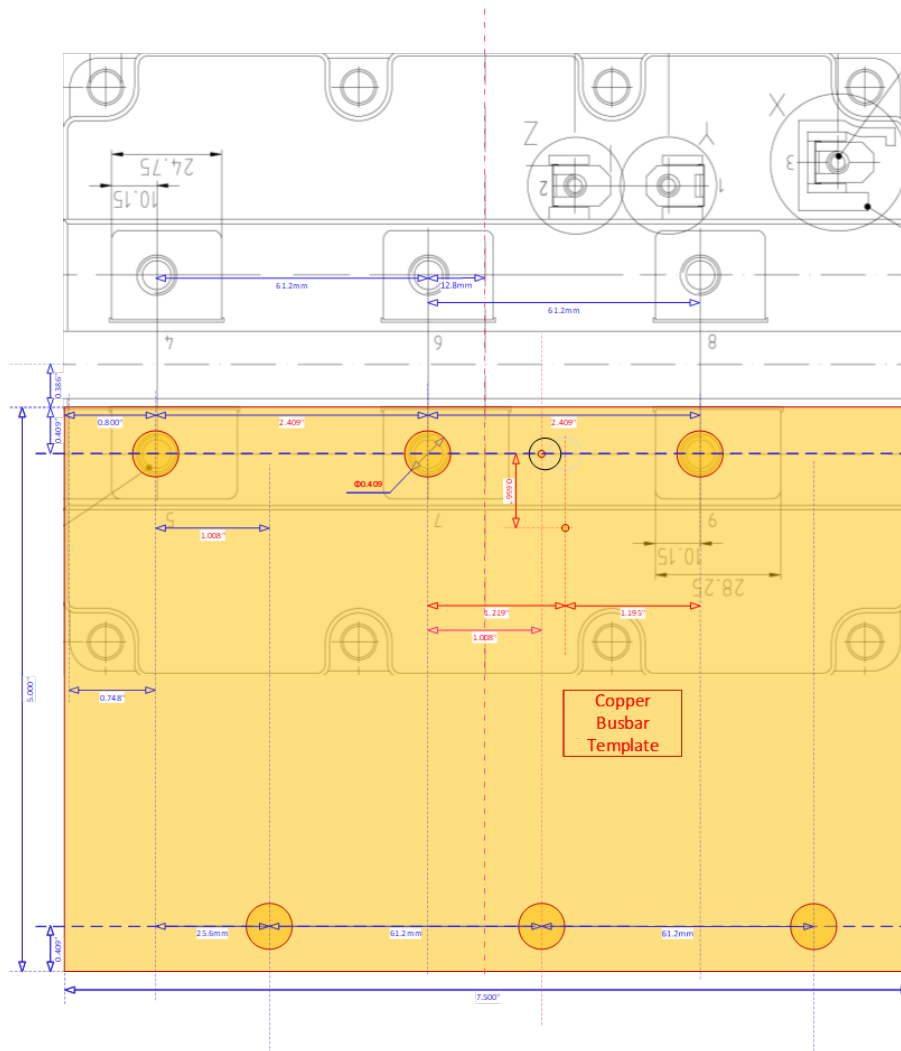 X
Z
Y
3
2
1
24.75
10.15
61.2mm
12.8mm
61.2mm
4
6
8
0.386"
0.409"
0.800"
2.409"
2.409"
Φ0.409
0.656"
5
7
9
1.008"
10.15
28.25
1.219"
1.195"
1.008"
5.000"
0.748"
Copper
Busbar
Template
25.6mm
61.2mm
61.2mm
0.409"
7.500"